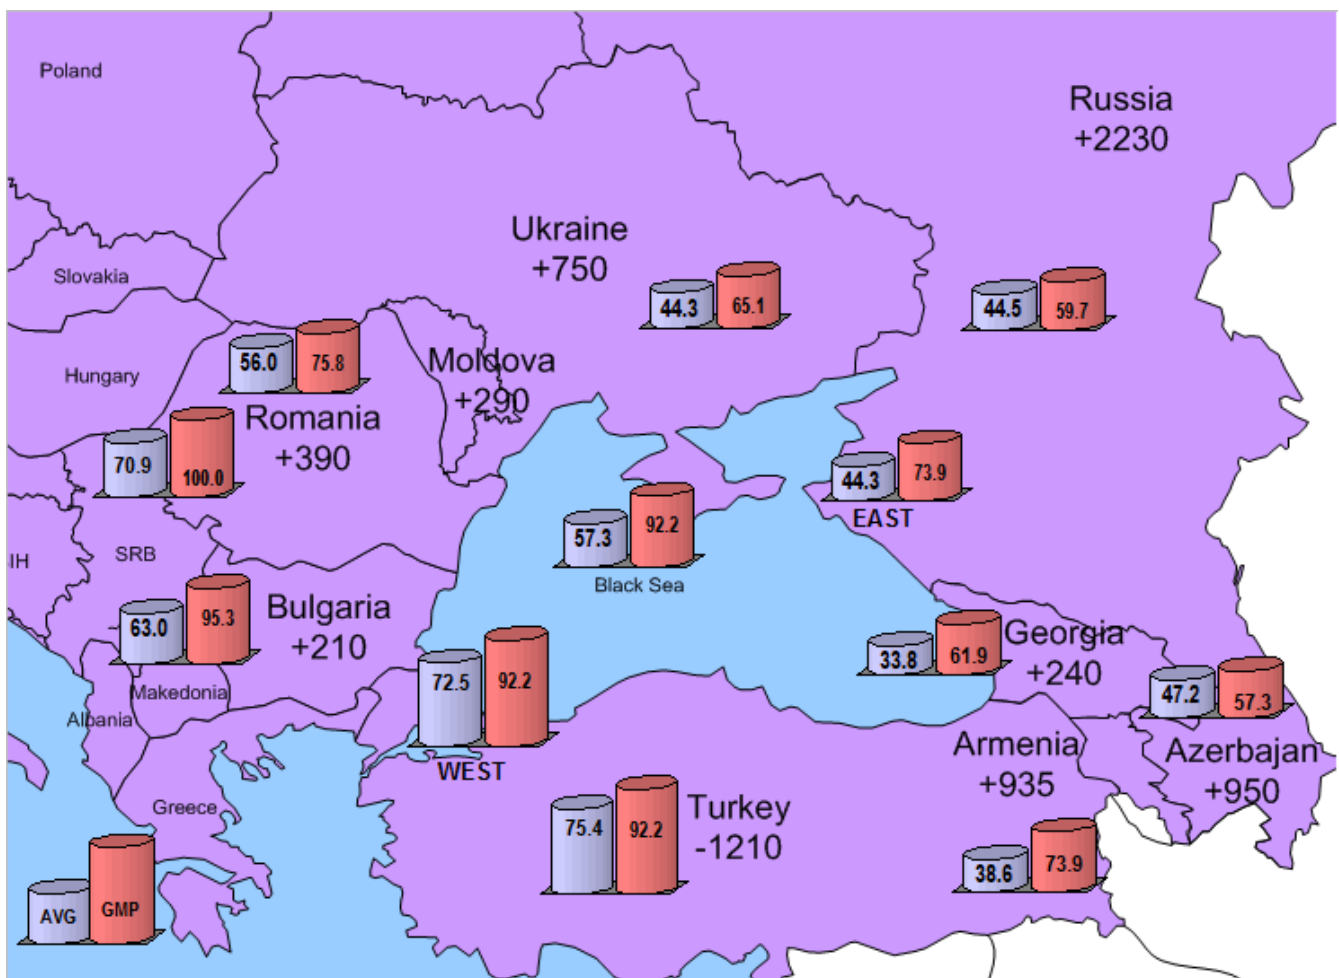 Poland
Russia
+2230
Ukraine
+750
Slovakia
44.3
65.1
44.5
59.7
56.0
75.8
Moldova
+290
Hungary
Romania
+390
70.9
100.0
44.3
73.9
EAST
57.3
92.2
Black Sea
IH
SRB
63.0
95.3
Bulgaria
+210
33.8
61.9
Georgia
+240
72.5
92.2
WEST
47.2
57.3
Makedonia
Albania
Armenia
+935
Azerbajan
+950
Greece
75.4
92.2
Turkey
-1210
38.6
73.9
AVG
GMP